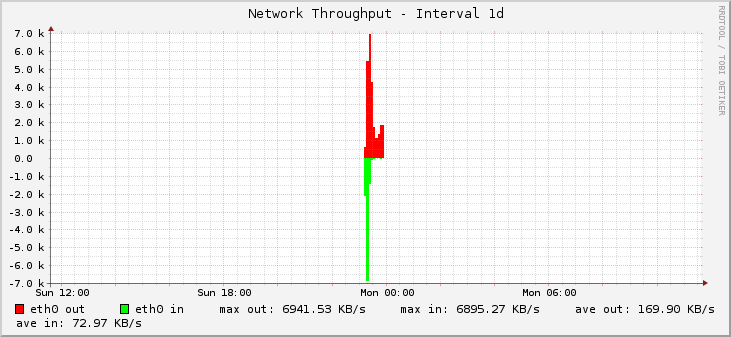 Network Throughput - Interval 1d
RRDTOOL / TOBI OETIKER
7.0 k
6.0 k
5.0 k
4.0 k
3.0 k
2.0 k
1.0 k
0.0
-1.0 k
-2.0 k
-3.0 k
-4.0 k
-5.0 k
-6.0 k
-7.0 k
Sun 12:00 Sun 18:00 Mon 00:00 Mon 06:00
eth0 out eth0 in max out: 6941.53 KB/s max in: 6895.27 KB/s ave out: 169.90 KB/s
ave in: 72.97 KB/s